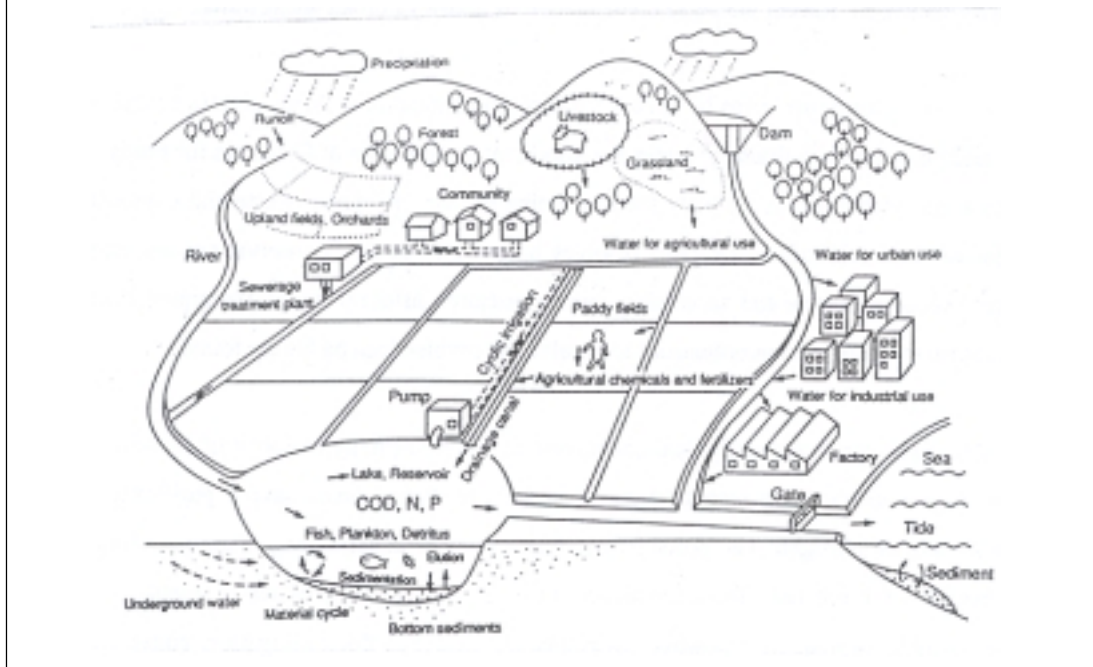 Precipitation
Runoff
Forest
Livestock
Dam
Grassland
Community
Upland fields, Orchards
Water for agricultural use
River
Water for urban use
Sewerage
treatment plant
Paddy fields
Cyclic irrigation
Agricultural chemicals and fertilizers
Pump
Water for industrial use
Drainage canal
Factory
Sea
Lake, Reservoir
Gate
COD, N, P
Tide
Fish, Plankton, Detritus
Elution
Sedimentation
Sediment
Underground water
Material cycle
Bottom sediments